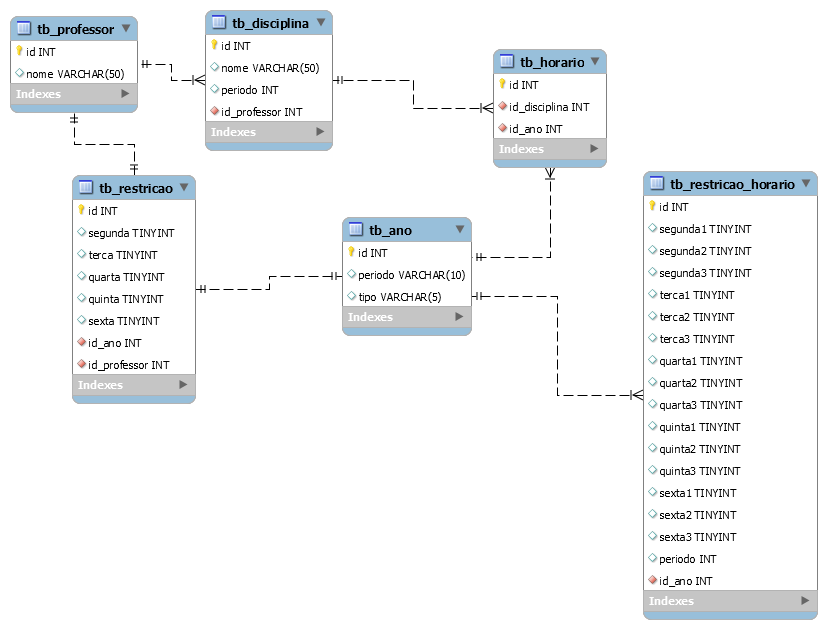 tb_professor
id INT
nome VARCHAR(50)
Indexes
tb_disciplina
id INT
nome VARCHAR(50)
periodo INT
id_professor INT
Indexes
tb_horario
id INT
id_disciplina INT
id_ano INT
Indexes
tb_restricao
id INT
segunda TINYINT
terca TINYINT
quarta TINYINT
quinta TINYINT
sexta TINYINT
id_ano INT
id_professor INT
Indexes
tb_ano
id INT
periodo VARCHAR(10)
tipo VARCHAR(5)
Indexes
tb_restricao_horario
id INT
segunda1 TINYINT
segunda2 TINYINT
segunda3 TINYINT
terca1 TINYINT
terca2 TINYINT
terca3 TINYINT
quarta1 TINYINT
quarta2 TINYINT
quarta3 TINYINT
quinta1 TINYINT
quinta2 TINYINT
quinta3 TINYINT
sexta1 TINYINT
sexta2 TINYINT
sexta3 TINYINT
periodo INT
id_ano INT
Indexes